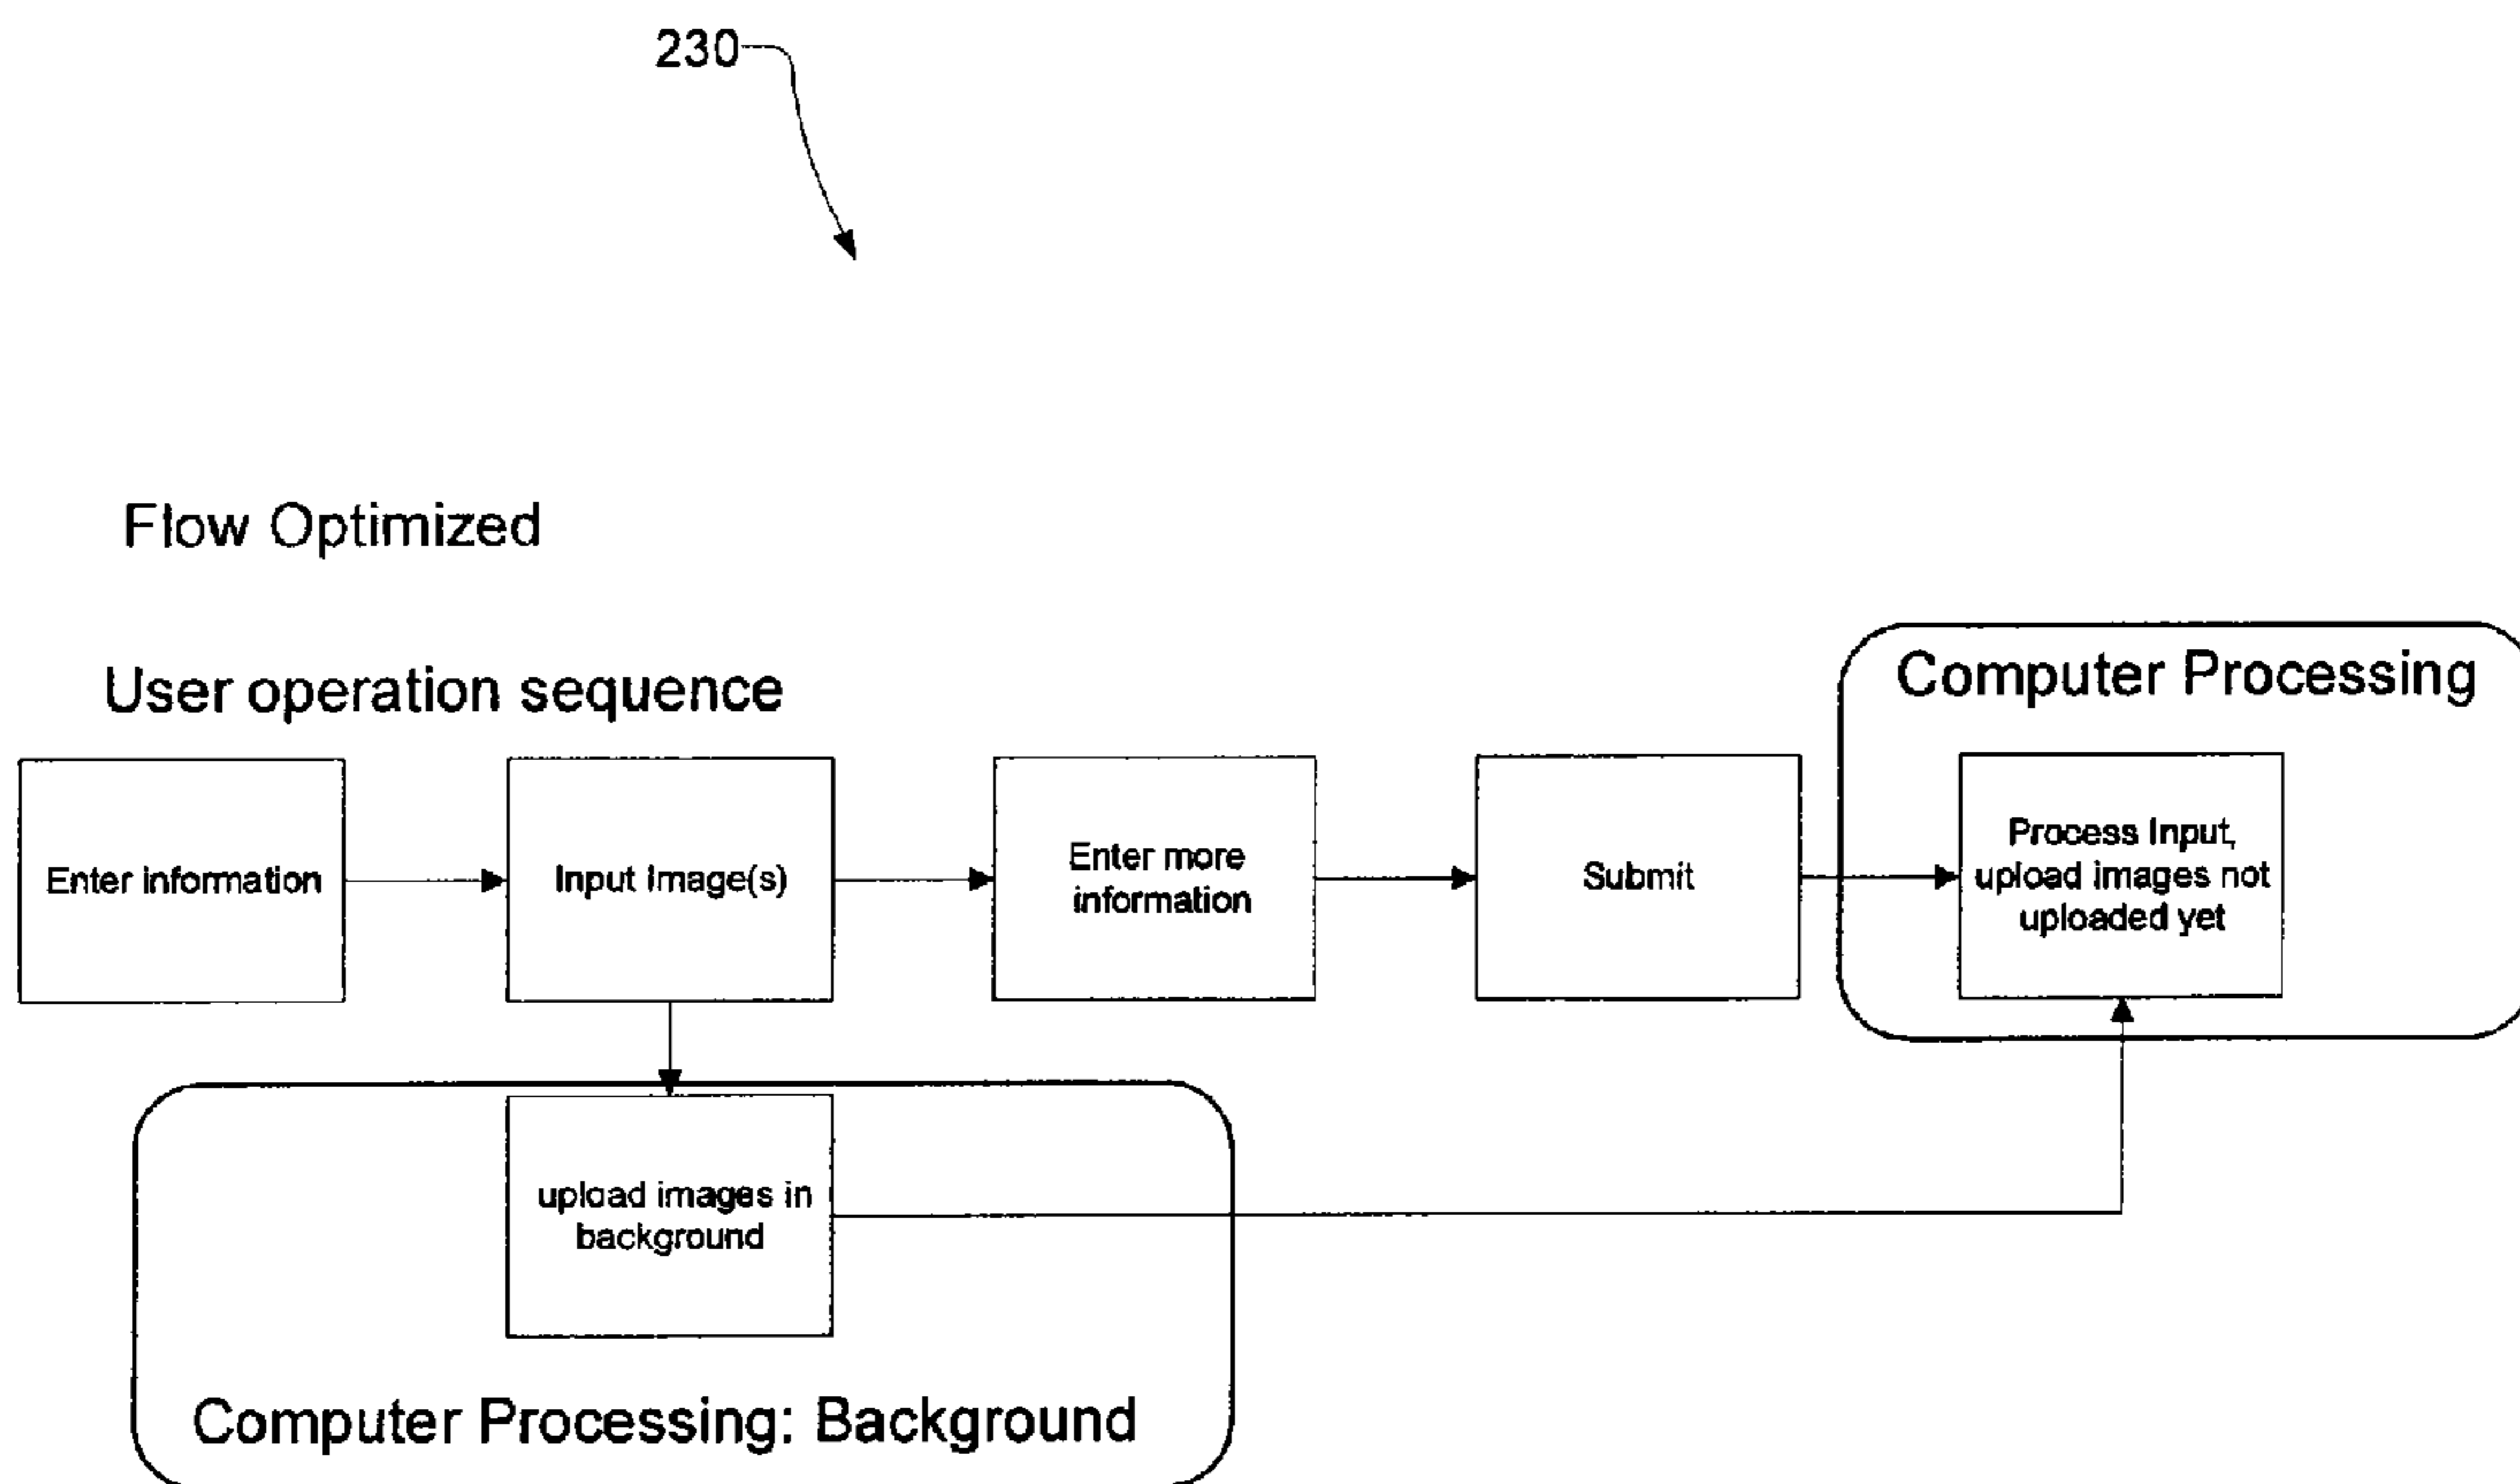 230
Flow Optimized
User operation sequence
Computer Processing
Enter information
Input Image(s)
Enter more
information
Submit
Process Input,
upload images not
uploaded yet
upload images in
background
Computer Processing: Background